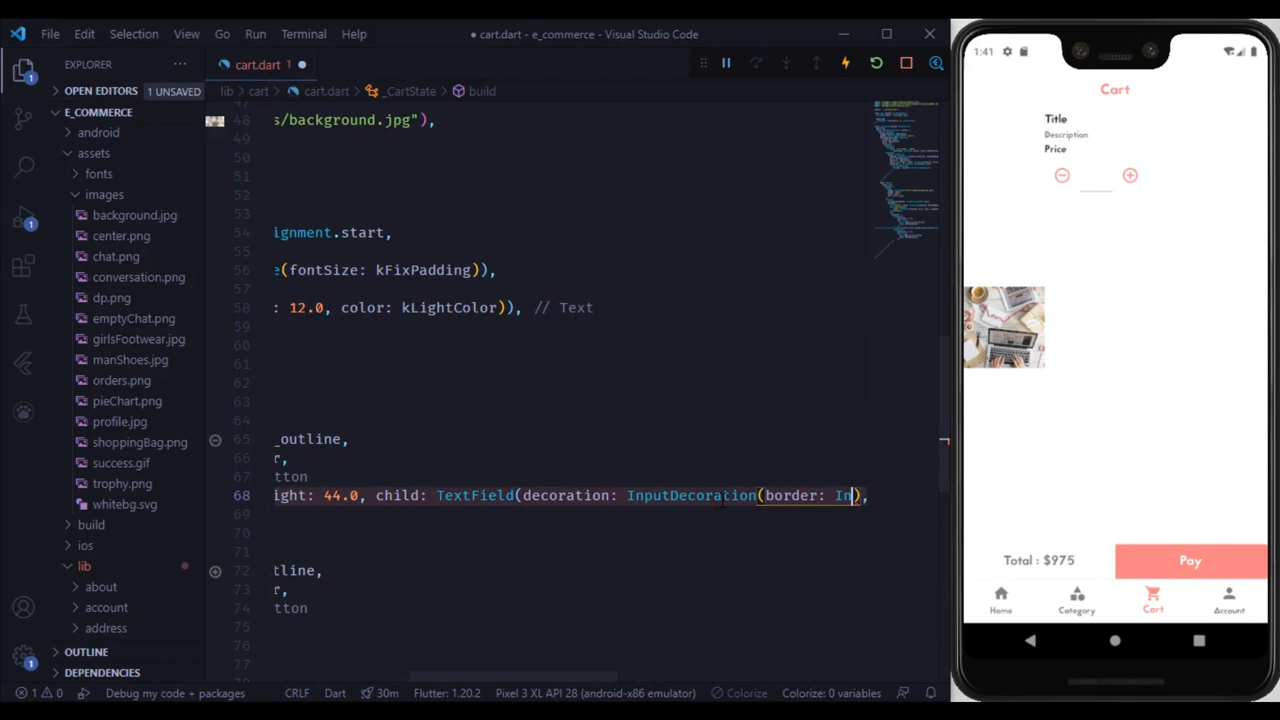 File Edit Selection View Go Run Terminal Help
● cart.dart - e_commerce - Visual Studio Code
EXPLORER ···
cart.dart 1 ●
OPEN EDITORS 1 UNSAVED
lib > cart > cart.dart > _CartState > build
E_COMMERCE
android
assets
fonts
images
background.jpg
center.png
chat.png
conversation.png
dp.png
emptyChat.png
girlsFootwear.jpg
manShoes.jpg
orders.png
pieChart.png
profile.jpg
shoppingBag.png
success.gif
trophy.png
whitebg.svg
build
ios
lib
about
account
address
OUTLINE
DEPENDENCIES
47
48 s/background.jpg"),
49
50
51
52
53
54 ignment.start,
55
56 e(fontSize: kFixPadding)),
57
58 : 12.0, color: kLightColor)), // Text
59
60
61
62
63
64
65 _outline,
66 r,
67 tton
68 ight: 44.0, child: TextField(decoration: InputDecoration(border: In),
69
70
71
72 tline,
73 r,
74 tton
75
76
77
1 0 Debug my code + packages CRLF Dart 30m Flutter: 1.20.2 Pixel 3 XL API 28 (android-x86 emulator) Colorize Colorize: 0 variables
1:41
Cart
Title
Description
Price
Total : $975
Pay
Home
Category
Cart
Account